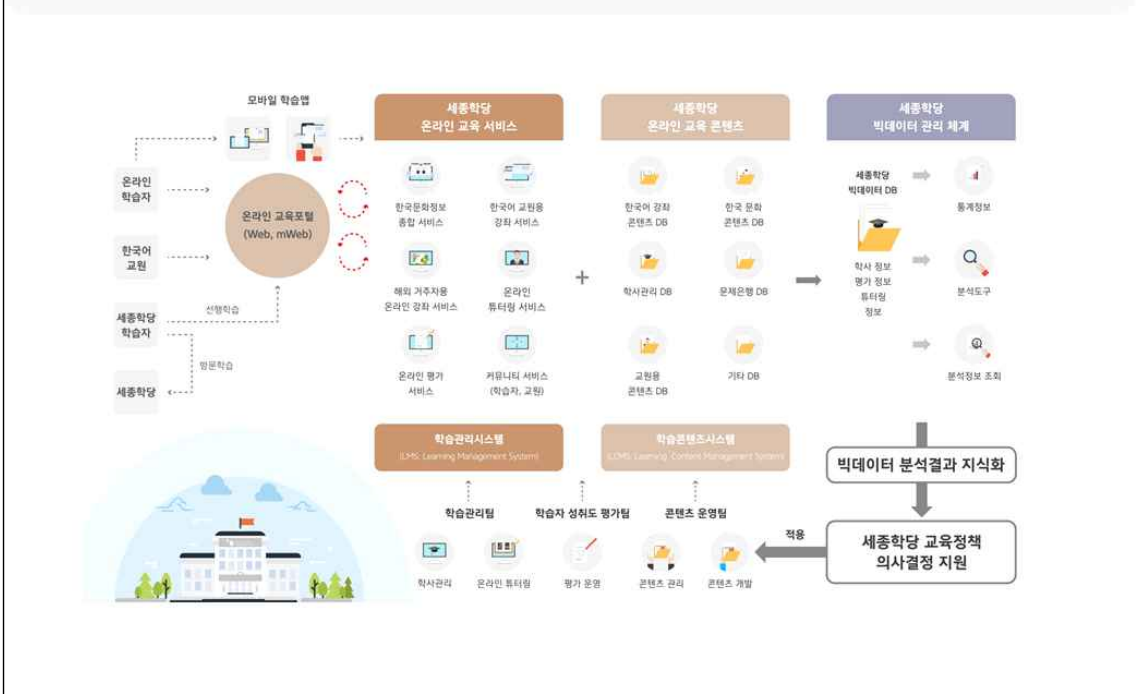 모바일 학습앱
온라인
학습자
한국어
교원
세종학당
학습자
세종학당
온라인 교육포털
(Web, mWeb)
선행학습
방문학습
세종학당
온라인 교육 서비스
한국문화정보
종합 서비스
한국어 교원용
강좌 서비스
해외 거주자용
온라인 강좌 서비스
온라인
튜터링 서비스
온라인 평가
서비스
커뮤니티 서비스
(학습자, 교원)
+
세종학당
온라인 교육 콘텐츠
한국어 강좌
콘텐츠 DB
한국 문화
콘텐츠 DB
학사관리 DB
문제은행 DB
교원용
콘텐츠 DB
기타 DB
세종학당
빅데이터 관리 체계
세종학당
빅데이터 DB
학사 정보
평가 정보
튜터링
정보
통계정보
분석도구
분석정보 조회
학습관리시스템
(LMS: Learning Management System)
학습콘텐츠시스템
(LCMS: Learning Content Management System)
학습관리팀
학습자 성취도 평가팀
콘텐츠 운영팀
학사관리
온라인 튜터링
평가 운영
콘텐츠 관리
콘텐츠 개발
빅데이터 분석결과 지식화
적용
세종학당 교육정책
의사결정 지원